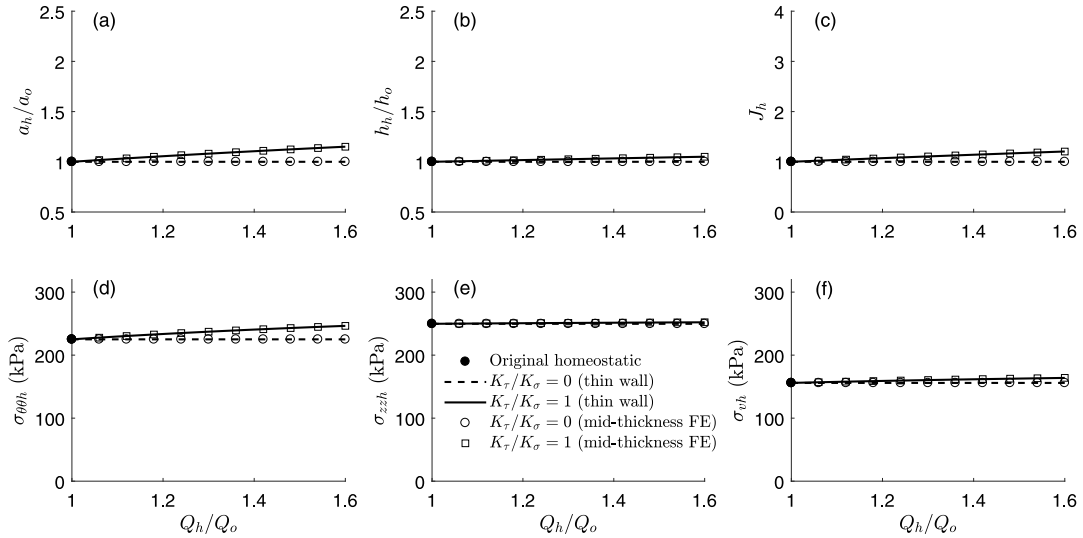 (a)
2.5
2
1.5
1
0.5
a_h/a_o
1 1.2 1.4 1.6
(b)
2.5
2
1.5
1
0.5
h_h/h_o
1 1.2 1.4 1.6
(c)
4
3
2
1
0
J_h
1 1.2 1.4 1.6
(d)
300
200
100
0
σ_θθh (kPa)
1 1.2 1.4 1.6
Q_h/Q_o
(e)
300
200
100
0
σ_zzh (kPa)
Original homeostatic
K_τ/K_σ = 0 (thin wall)
K_τ/K_σ = 1 (thin wall)
K_τ/K_σ = 0 (mid-thickness FE)
K_τ/K_σ = 1 (mid-thickness FE)
1 1.2 1.4 1.6
Q_h/Q_o
(f)
300
200
100
0
σ_vh (kPa)
1 1.2 1.4 1.6
Q_h/Q_o